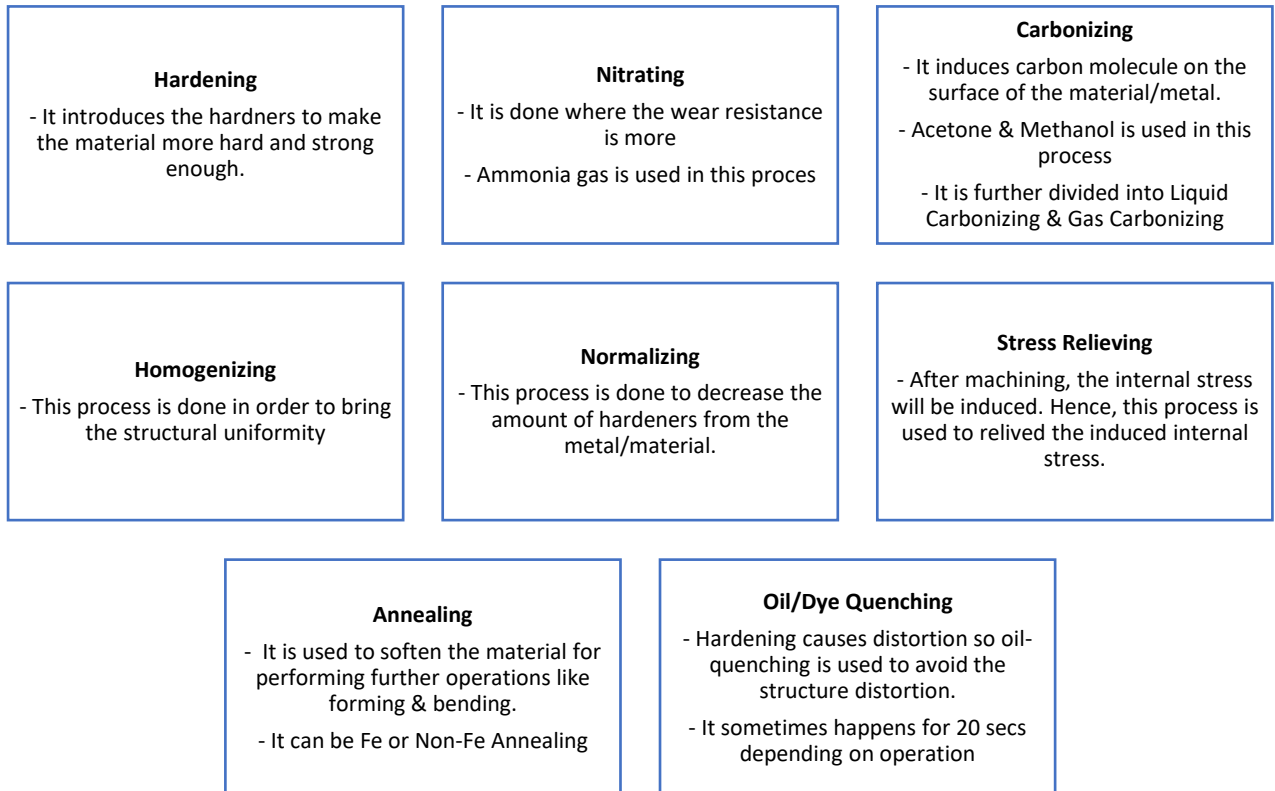 Hardening
- It introduces the hardners to make
the material more hard and strong
enough.
Nitrating
- It is done where the wear resistance
is more
- Ammonia gas is used in this proces
Carbonizing
- It induces carbon molecule on the
surface of the material/metal.
- Acetone & Methanol is used in this
process
- It is further divided into Liquid
Carbonizing & Gas Carbonizing
Homogenizing
- This process is done in order to bring
the structural uniformity
Normalizing
- This process is done to decrease the
amount of hardeners from the
metal/material.
Stress Relieving
- After machining, the internal stress
will be induced. Hence, this process is
used to relived the induced internal
stress.
Annealing
- It is used to soften the material for
performing further operations like
forming & bending.
- It can be Fe or Non-Fe Annealing
Oil/Dye Quenching
- Hardening causes distortion so oil-
quenching is used to avoid the
structure distortion.
- It sometimes happens for 20 secs
depending on operation